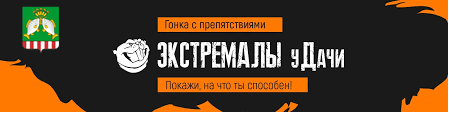 Гонка с препятствиями
ЭКСТРЕМАЛЫ уДачи
Покажи, на что ты способен!